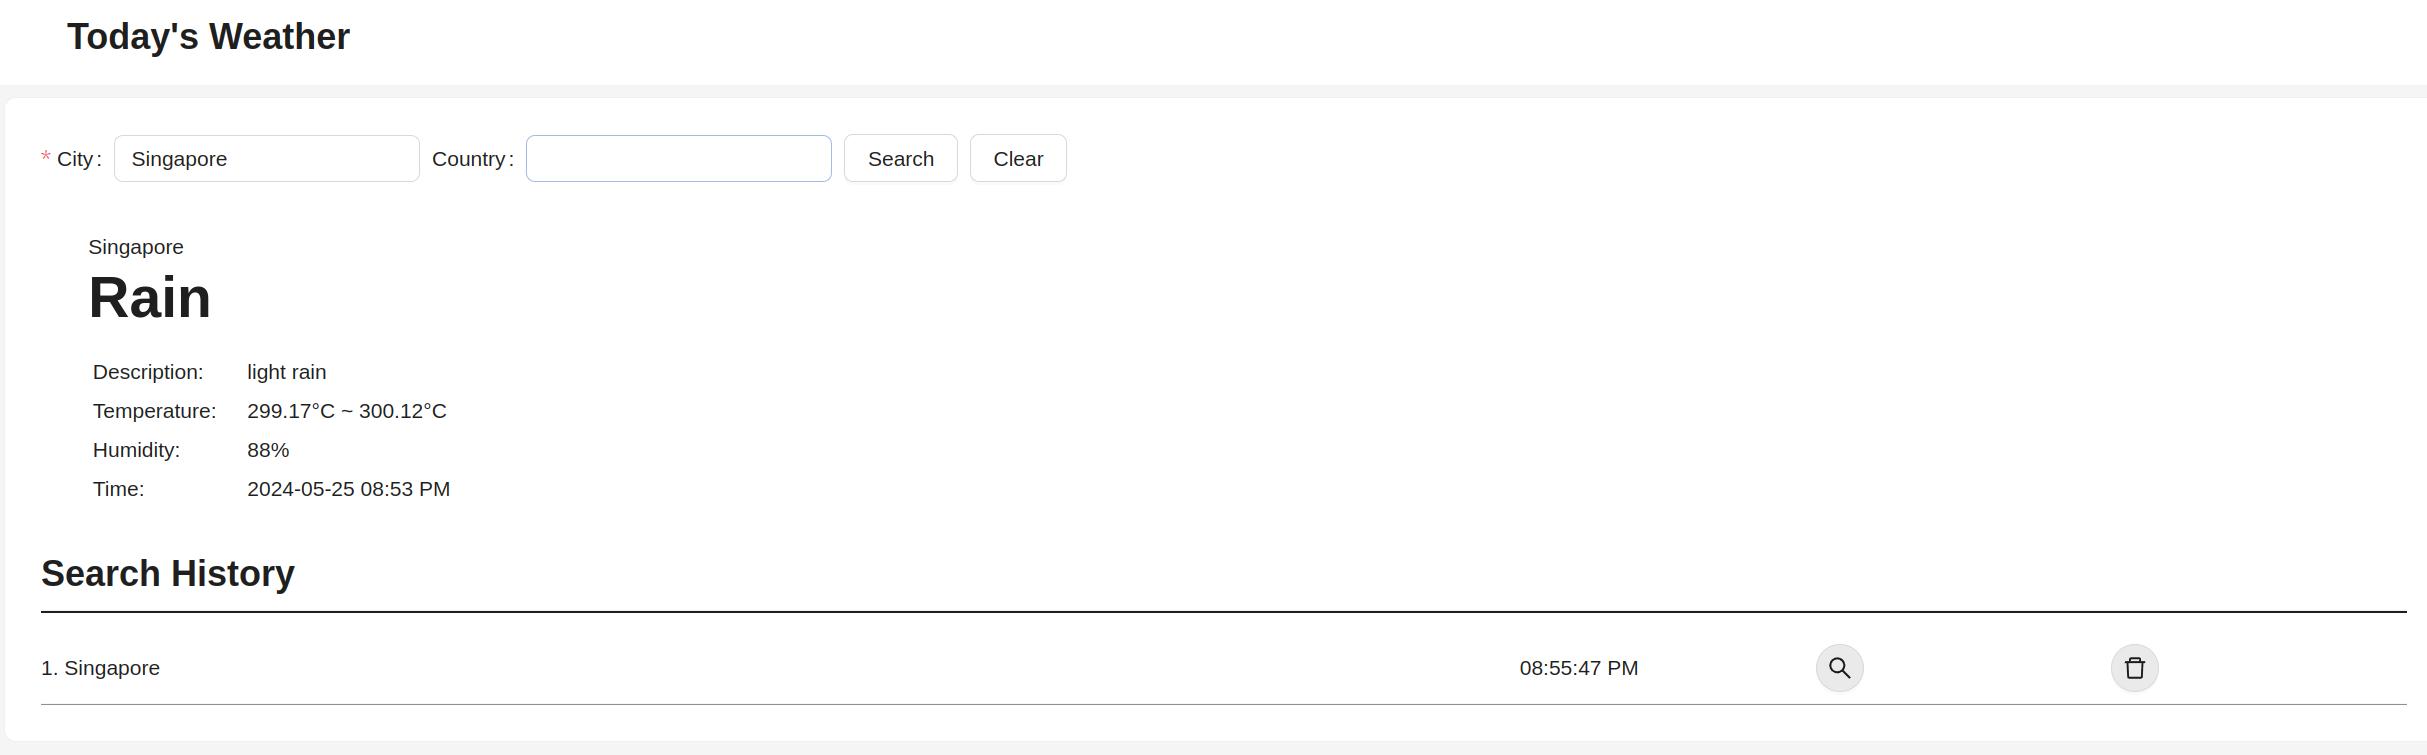 Today's Weather
* City : Singapore Country : Search Clear
Singapore
Rain
Description: light rain
Temperature: 299.17°C ~ 300.12°C
Humidity: 88%
Time: 2024-05-25 08:53 PM
Search History
1. Singapore 08:55:47 PM